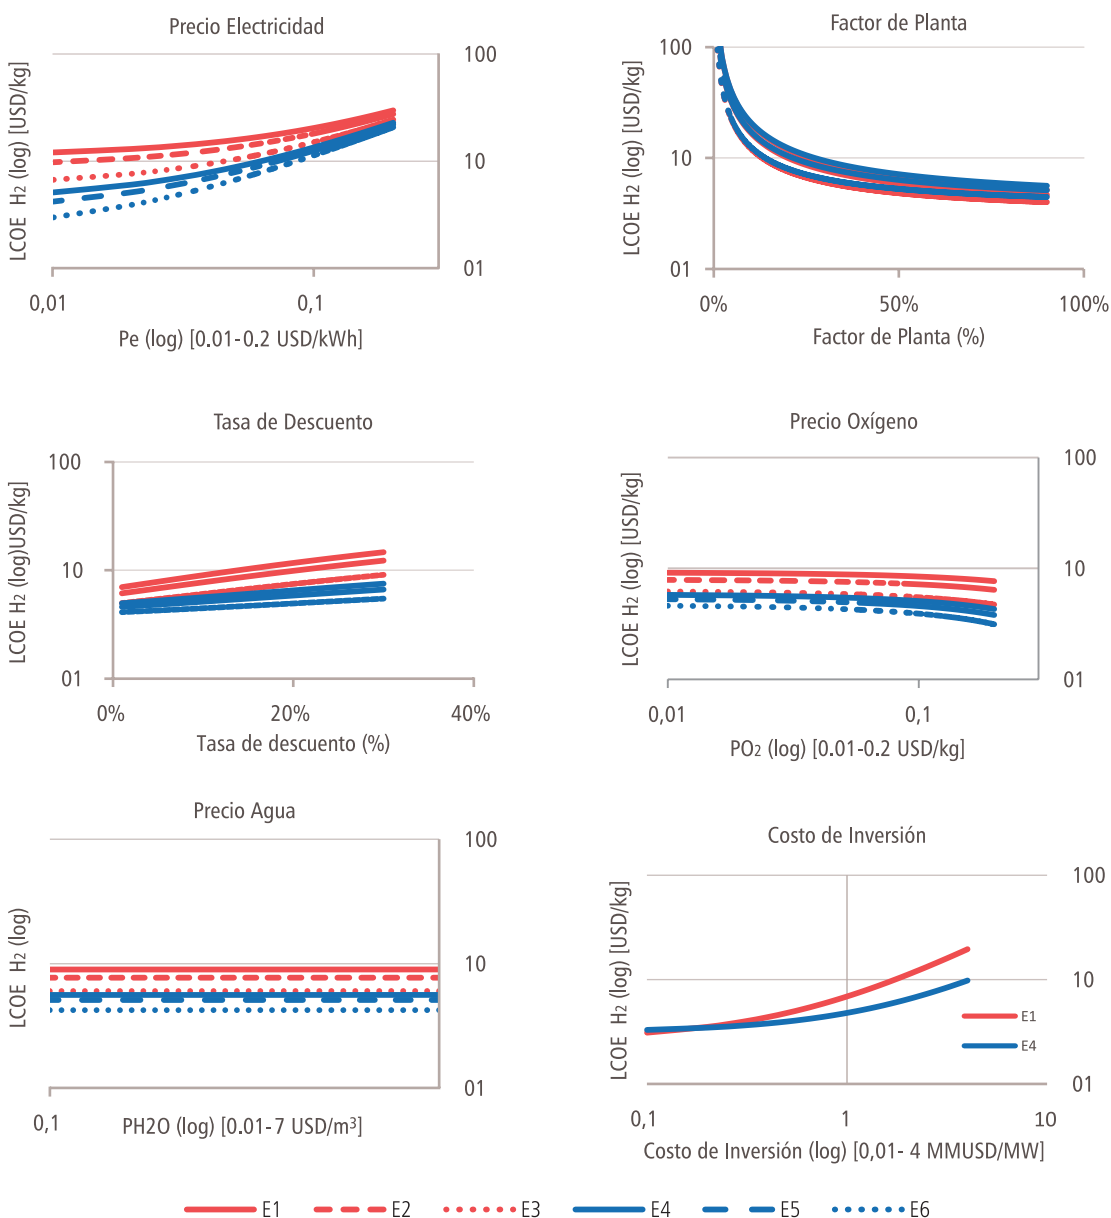 Precio Electricidad
LCOE H2 (log) [USD/kg]
100
10
01
0,01
0,1
Pe (log) [0.01-0.2 USD/kWh]
Factor de Planta
LCOE H2 (log) [USD/kg]
100
10
01
0%
50%
100%
Factor de Planta (%)
Tasa de Descuento
LCOE H2 (log)USD/kg]
100
10
01
0%
20%
40%
Tasa de descuento (%)
Precio Oxígeno
LCOE H2 (log) [USD/kg]
100
10
01
0,01
0,1
PO2 (log) [0.01-0.2 USD/kg]
Precio Agua
LCOE H2 (log)
100
10
01
0,1
PH2O (log) [0.01-7 USD/m³]
Costo de Inversión
LCOE H2 (log) [USD/kg]
100
10
01
E1
E4
0,1
1
10
Costo de Inversión (log) [0,01- 4 MMUSD/MW]
E1 E2 E3 E4 E5 E6